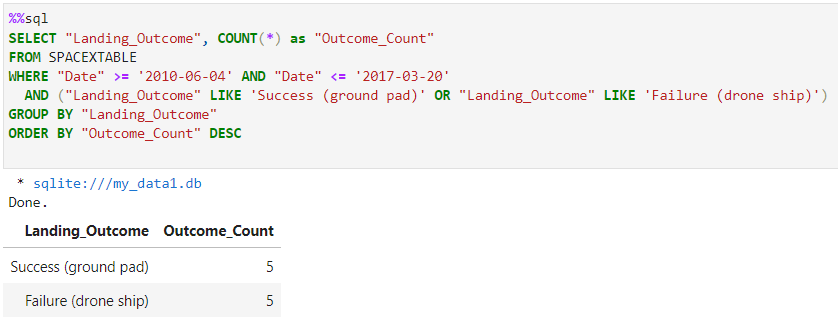 %%sql
SELECT "Landing_Outcome", COUNT(*) as "Outcome_Count"
FROM SPACEXTABLE
WHERE "Date" >= '2010-06-04' AND "Date" <= '2017-03-20'
  AND ("Landing_Outcome" LIKE 'Success (ground pad)' OR "Landing_Outcome" LIKE 'Failure (drone ship)')
GROUP BY "Landing_Outcome"
ORDER BY "Outcome_Count" DESC
* sqlite:///my_data1.db
Done.
Landing_Outcome Outcome_Count
Success (ground pad) 5
Failure (drone ship) 5